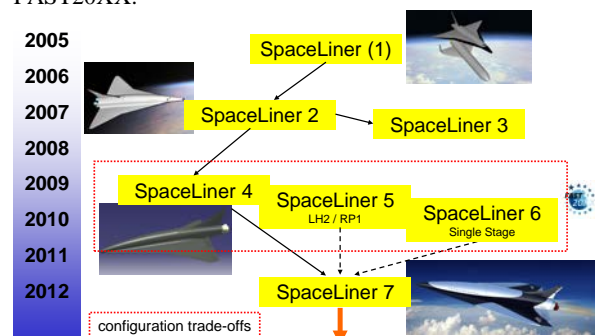 2005
SpaceLiner (1)
2006
2007
SpaceLiner 2
SpaceLiner 3
2008
2009
SpaceLiner 4
SpaceLiner 5
LH2 / RP1
2010
SpaceLiner 6
Single Stage
2011
2012
SpaceLiner 7
configuration trade-offs